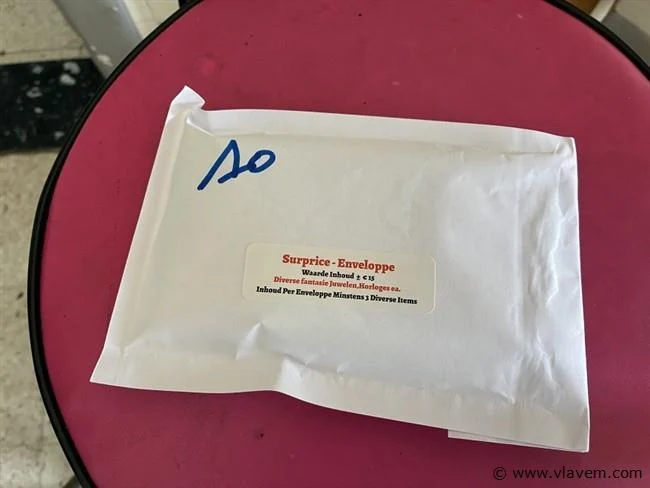 10
Surprice - Enveloppe
Waarde Inhoud ± € 15
Diverse fantasie Juwelen,Horloges ea.
Inhoud Per Enveloppe Minstens 3 Diverse Items
© www.vlavem.com